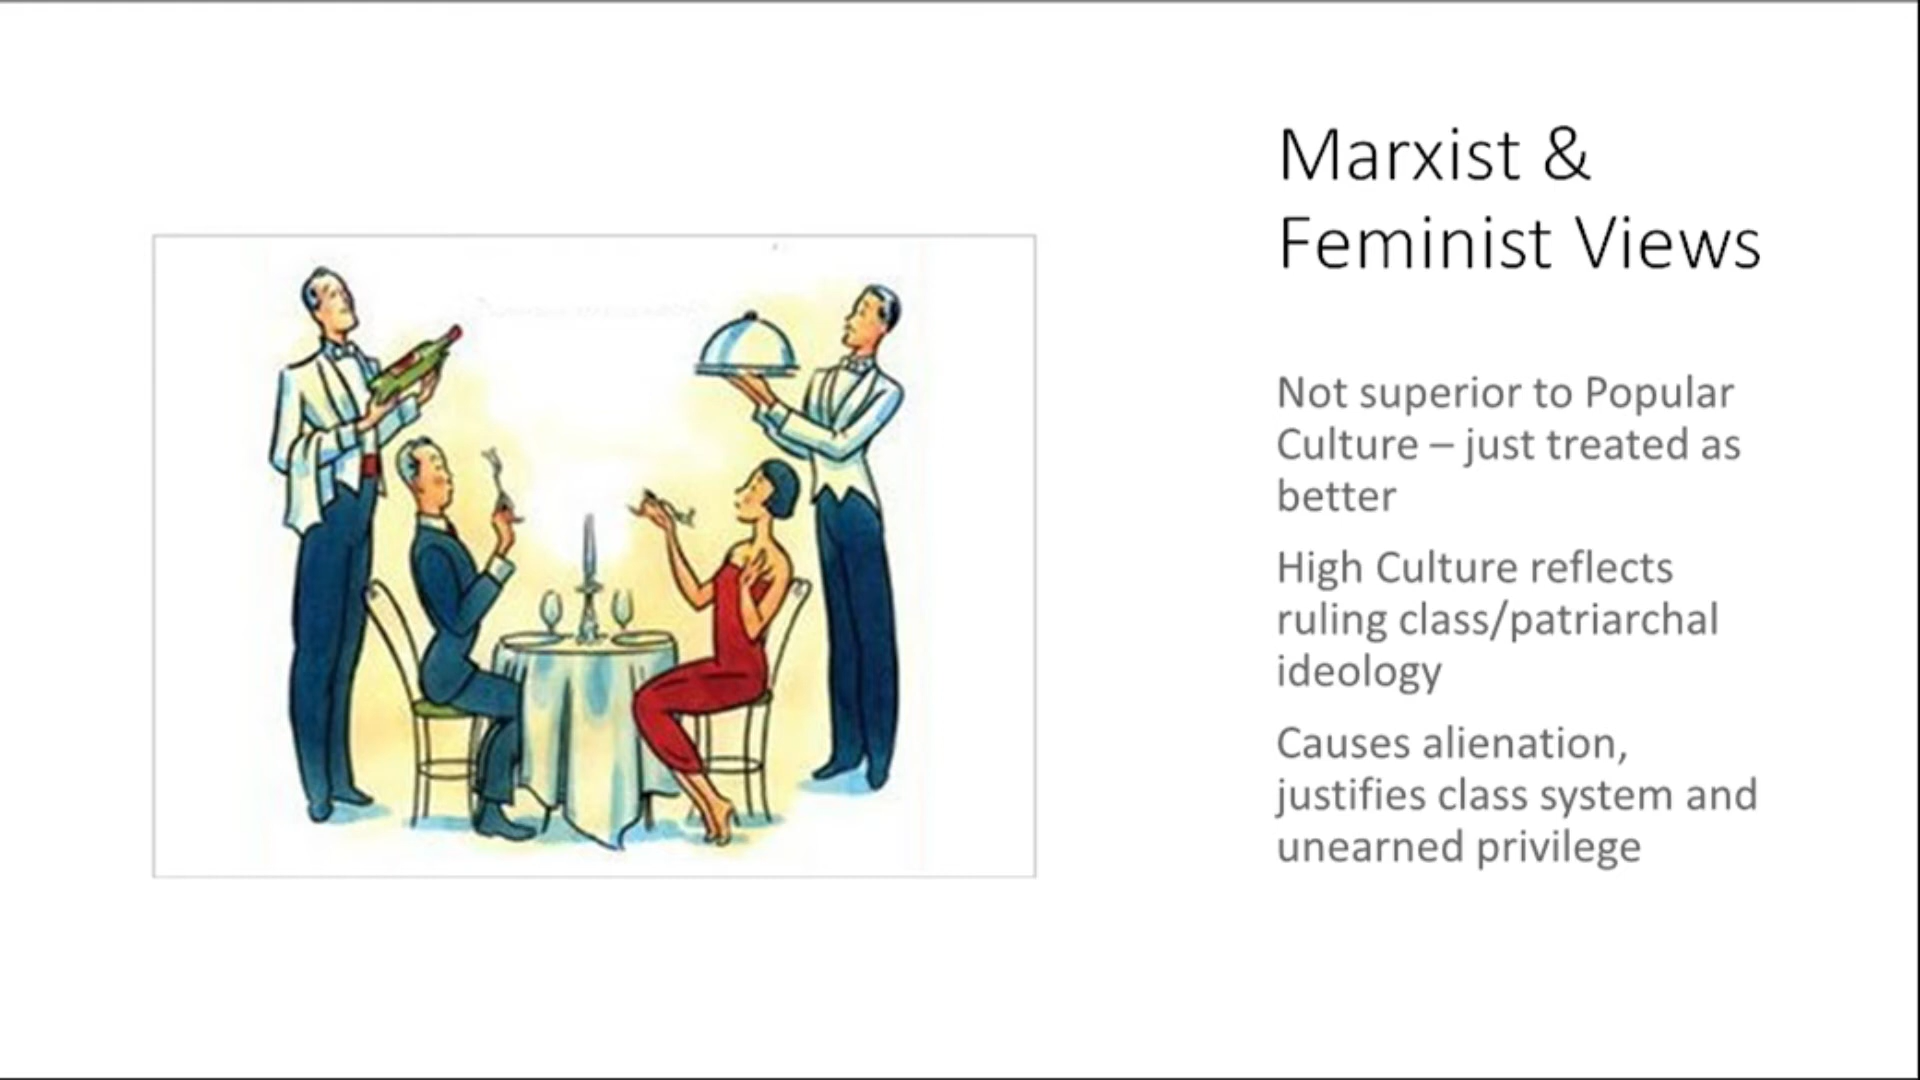 Marxist &
Feminist Views
Not superior to Popular
Culture – just treated as
better
High Culture reflects
ruling class/patriarchal
ideology
Causes alienation,
justifies class system and
unearned privilege